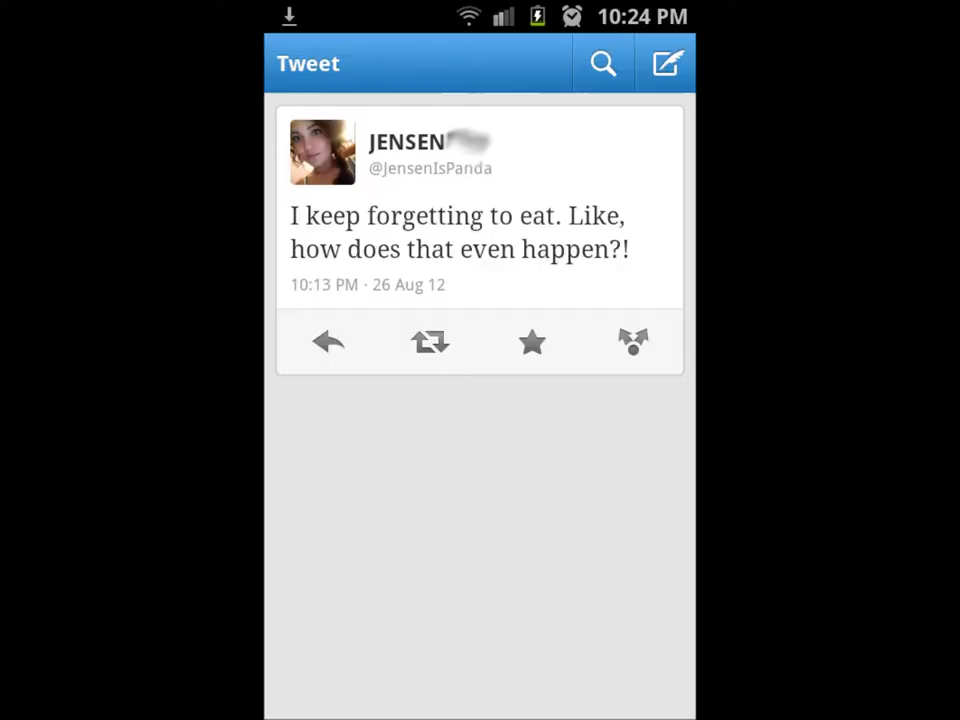 10:24 PM
Tweet
JENSEN
@JensenIsPanda
I keep forgetting to eat. Like,
how does that even happen?!
10:13 PM · 26 Aug 12